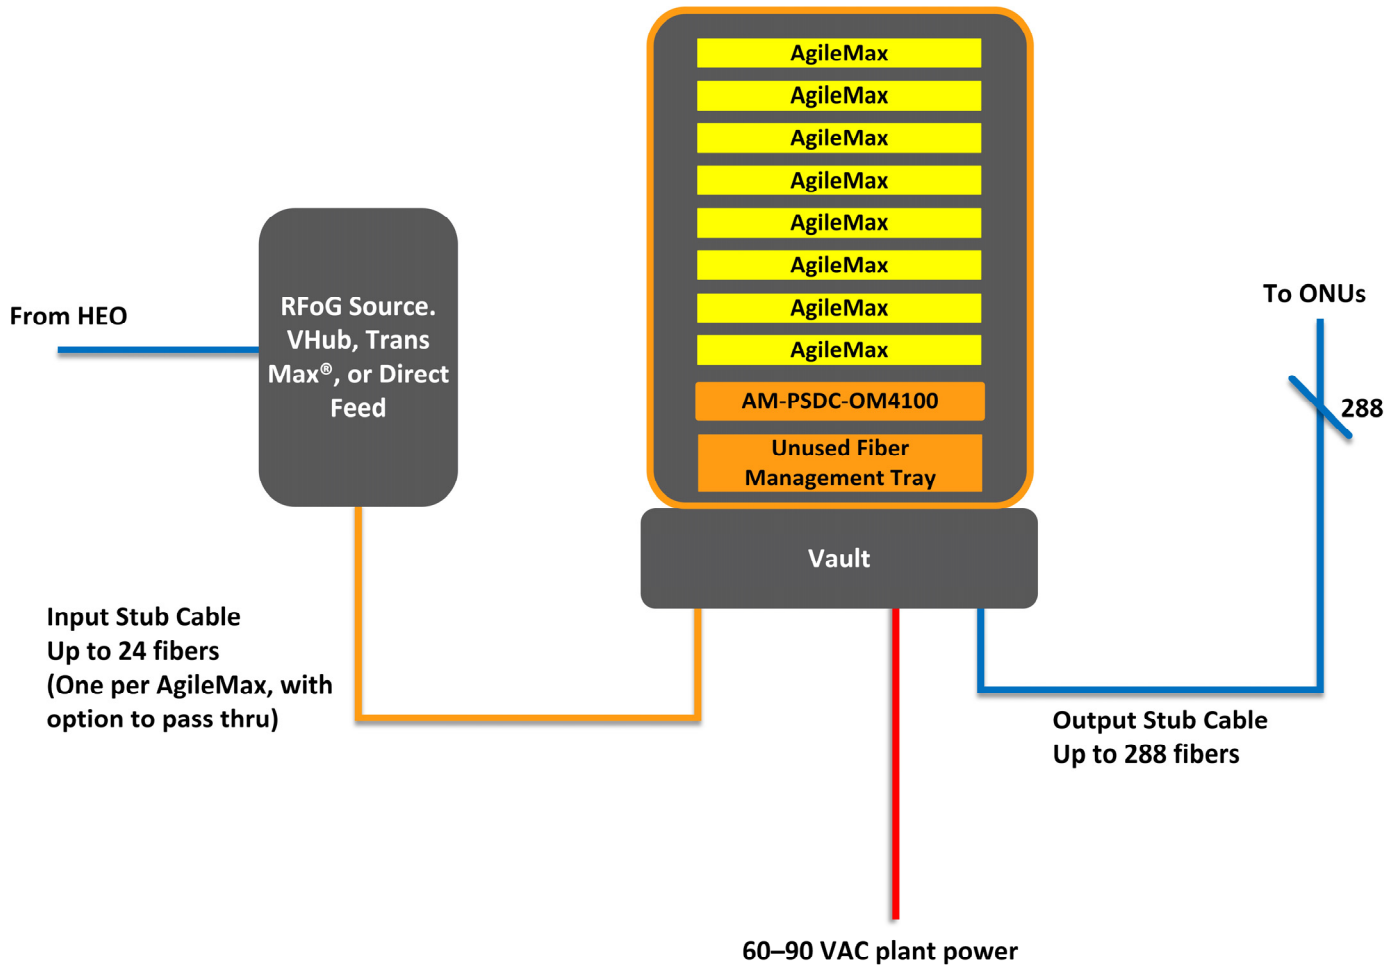 AgileMax
AgileMax
AgileMax
AgileMax
AgileMax
AgileMax
AgileMax
AgileMax
AM-PSDC-OM4100
Unused Fiber
Management Tray
Vault
From HEO
RFoG Source.
VHub, Trans
Max®, or Direct
Feed
To ONUs
288
Input Stub Cable
Up to 24 fibers
(One per AgileMax, with
option to pass thru)
Output Stub Cable
Up to 288 fibers
60–90 VAC plant power